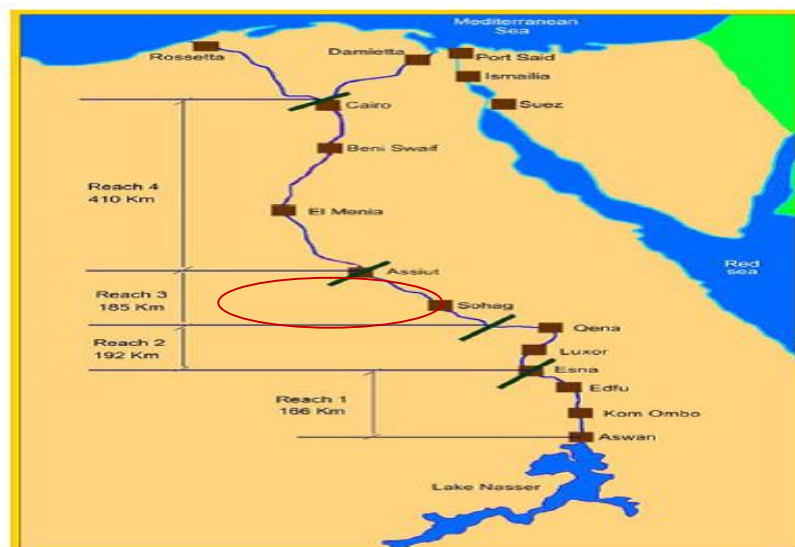 Mediterranean
Sea
Rossetta
Damietta
Port Said
Ismailia
Suez
Cairo
Beni Swaif
Reach 4
410 Km
El Menia
Assiut
Red
sea
Reach 3
185 Km
Sohag
Qena
Reach 2
192 Km
Luxor
Esna
Edfu
Reach 1
166 Km
Kom Ombo
Aswan
Lake Nasser